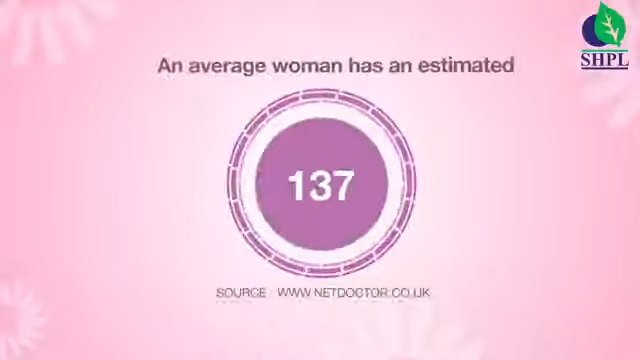 SHPL
An average woman has an estimated
137
SOURCE : WWW.NETDOCTOR.CO.UK